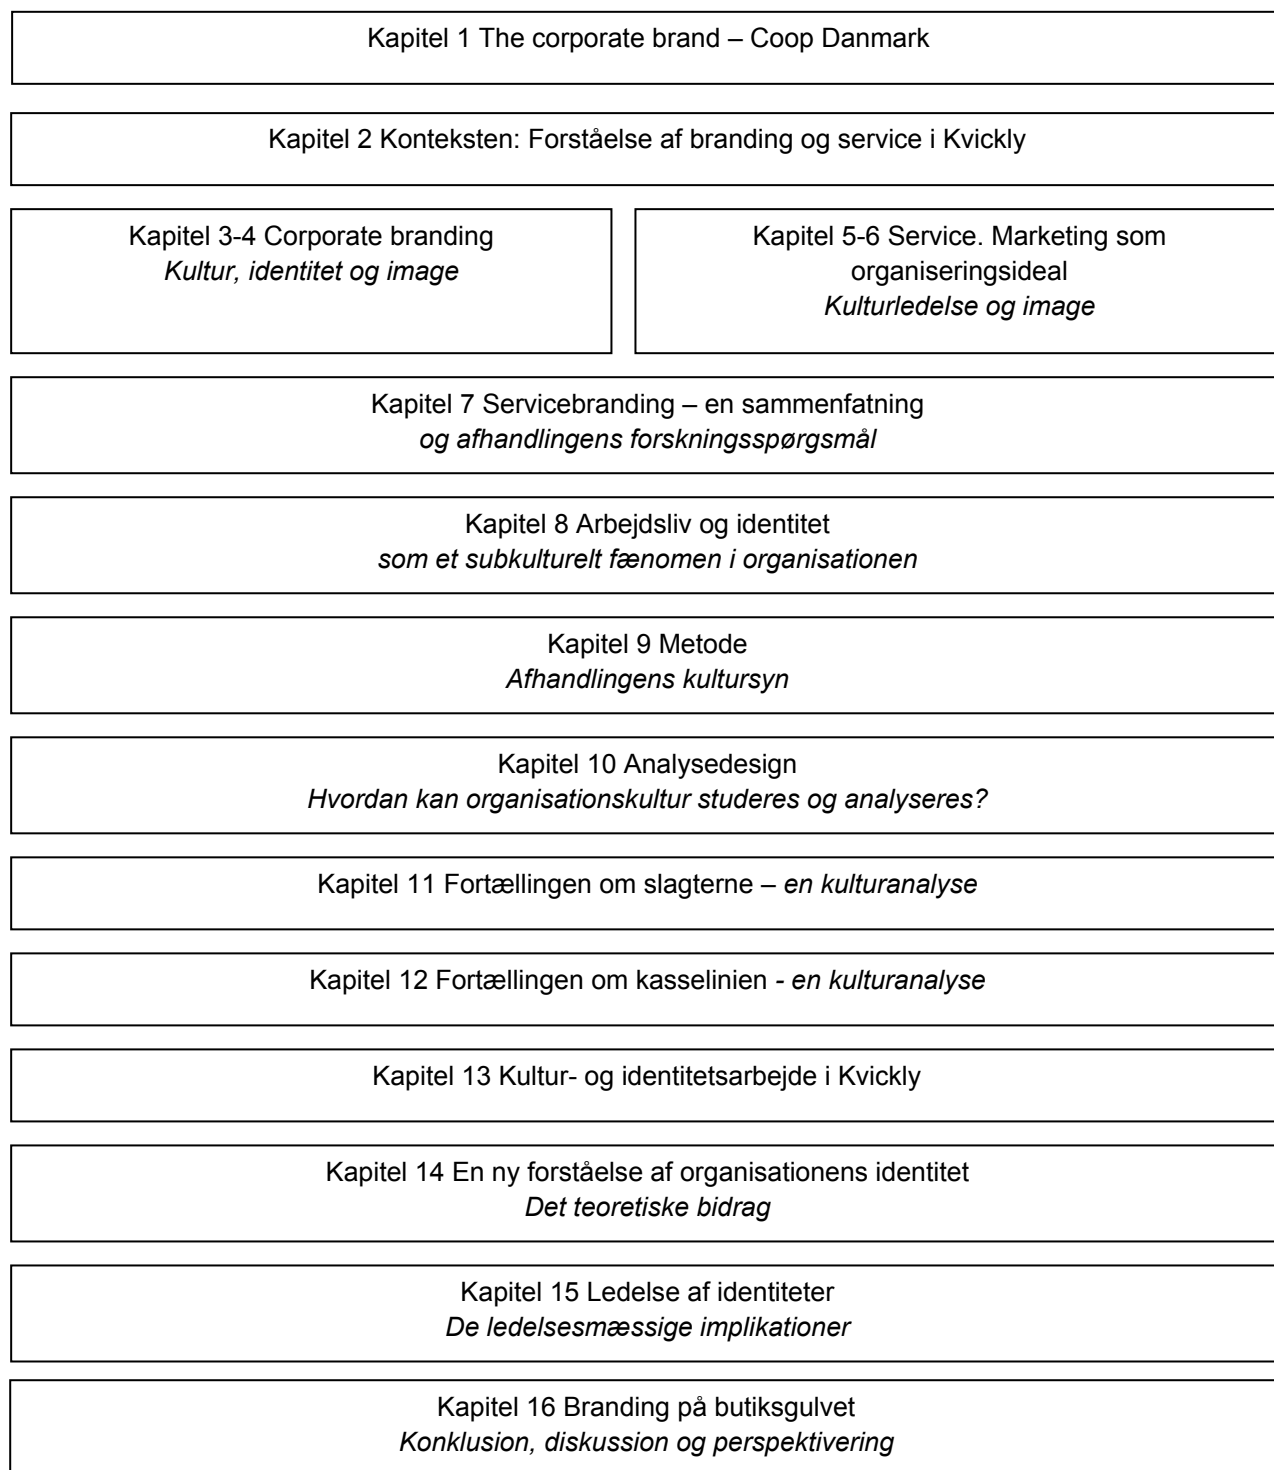 Kapitel 1 The corporate brand – Coop Danmark
Kapitel 2 Konteksten: Forståelse af branding og service i Kvickly
Kapitel 3-4 Corporate branding
Kultur, identitet og image
Kapitel 5-6 Service. Marketing som
organiseringsideal
Kulturledelse og image
Kapitel 7 Servicebranding – en sammenfatning
og afhandlingens forskningsspørgsmål
Kapitel 8 Arbejdsliv og identitet
som et subkulturelt fænomen i organisationen
Kapitel 9 Metode
Afhandlingens kultursyn
Kapitel 10 Analysedesign
Hvordan kan organisationskultur studeres og analyseres?
Kapitel 11 Fortællingen om slagterne – en kulturanalyse
Kapitel 12 Fortællingen om kasselinien - en kulturanalyse
Kapitel 13 Kultur- og identitetsarbejde i Kvickly
Kapitel 14 En ny forståelse af organisationens identitet
Det teoretiske bidrag
Kapitel 15 Ledelse af identiteter
De ledelsesmæssige implikationer
Kapitel 16 Branding på butiksgulvet
Konklusion, diskussion og perspektivering